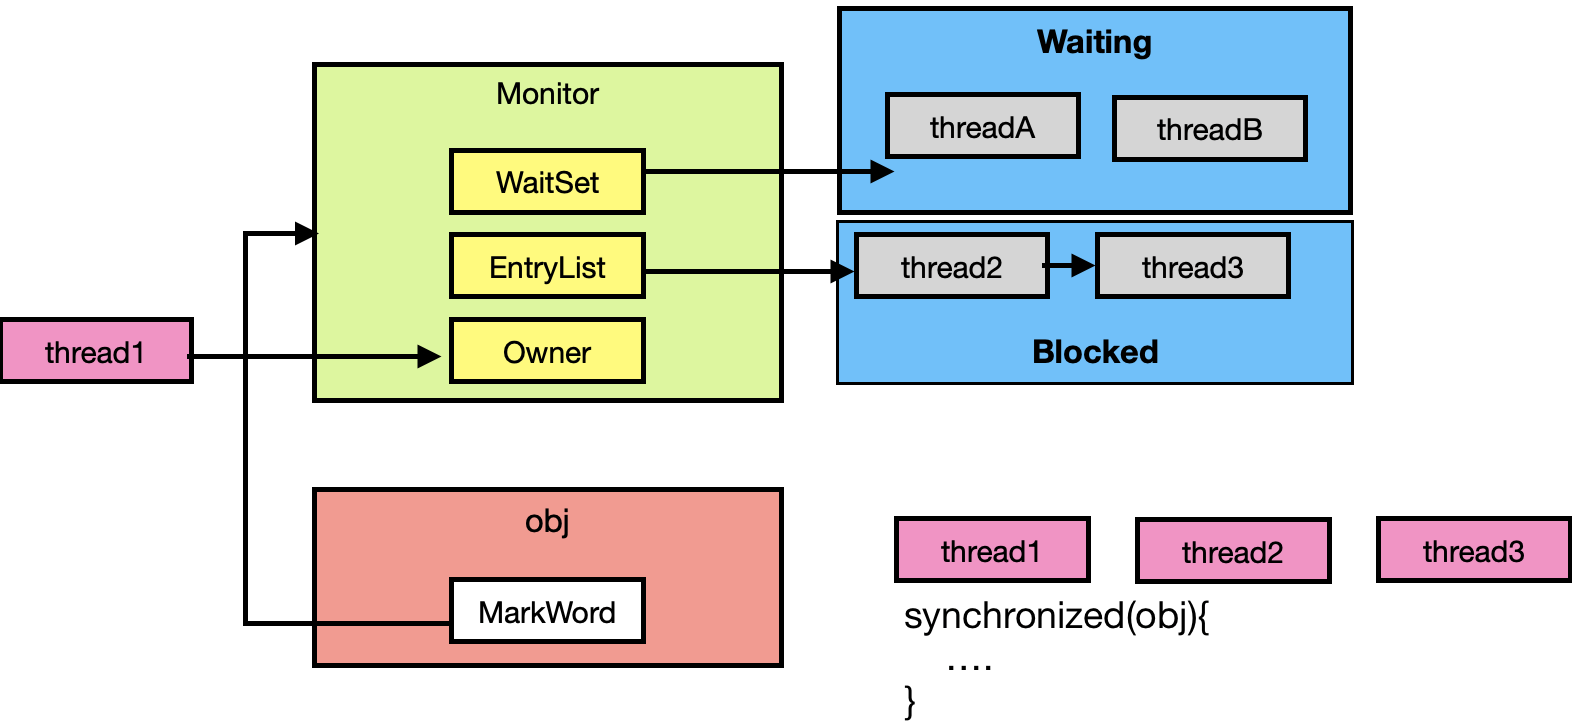 Waiting
Monitor
threadA
threadB
WaitSet
EntryList
thread2
thread3
thread1
Owner
Blocked
obj
thread1
thread2
thread3
MarkWord
synchronized(obj){
....
}